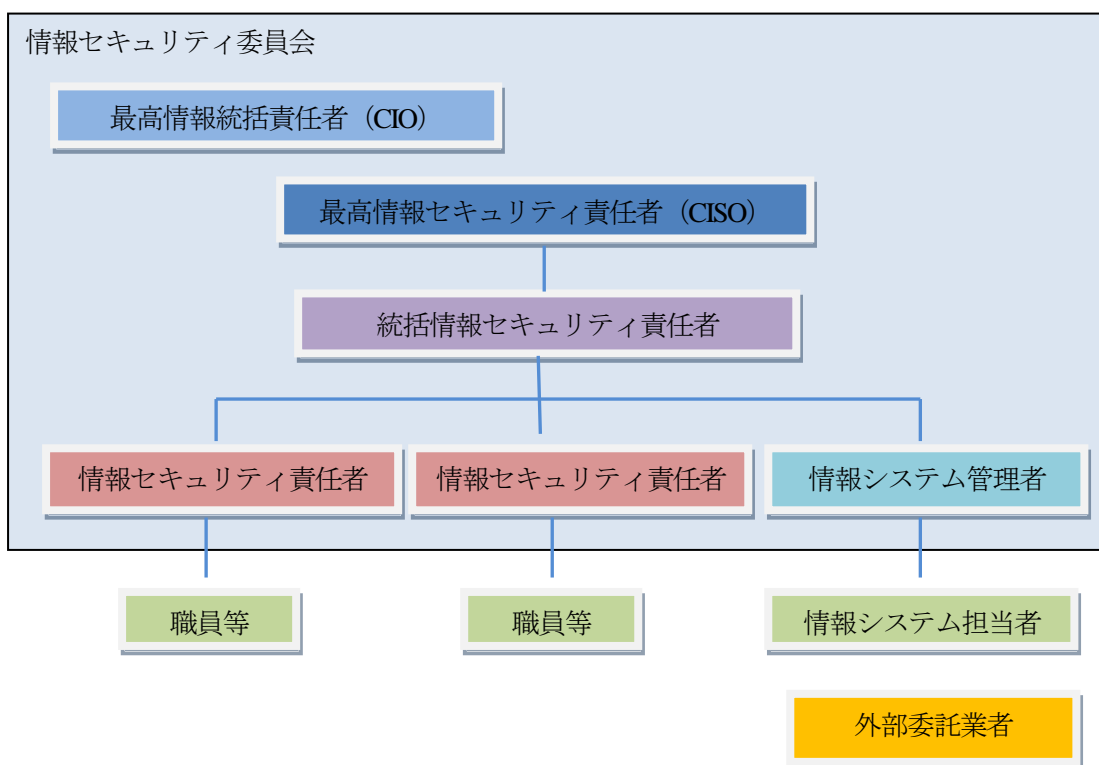 情報セキュリティ委員会
最高情報統括責任者（CIO）
最高情報セキュリティ責任者（CISO）
統括情報セキュリティ責任者
情報セキュリティ責任者
情報セキュリティ責任者
情報システム管理者
職員等
職員等
情報システム担当者
外部委託業者